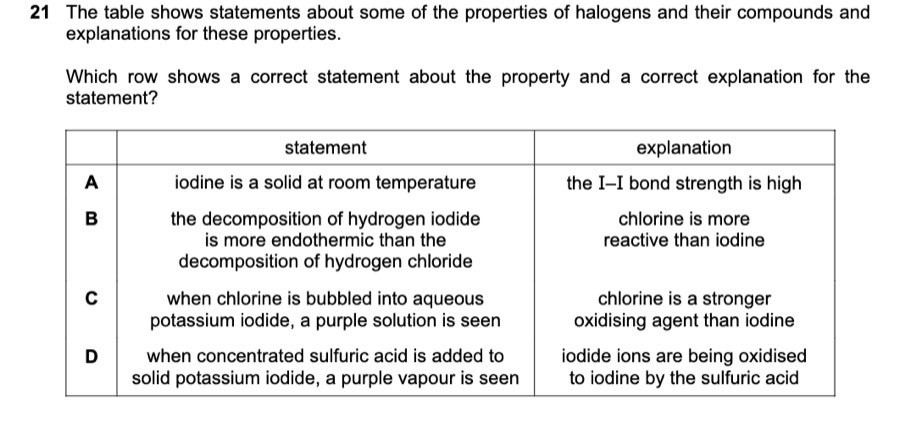 21 The table shows statements about some of the properties of halogens and their compounds and
explanations for these properties.
Which row shows a correct statement about the property and a correct explanation for the
statement?
statement explanation
A iodine is a solid at room temperature the I–I bond strength is high
B the decomposition of hydrogen iodide chlorine is more
is more endothermic than the reactive than iodine
decomposition of hydrogen chloride
C when chlorine is bubbled into aqueous chlorine is a stronger
potassium iodide, a purple solution is seen oxidising agent than iodine
D when concentrated sulfuric acid is added to iodide ions are being oxidised
solid potassium iodide, a purple vapour is seen to iodine by the sulfuric acid